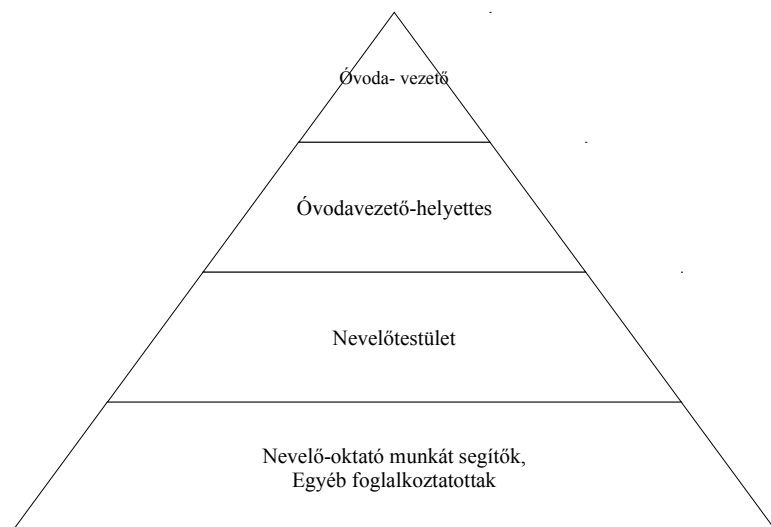 Óvoda- vezető
Óvodavezető-helyettes
Nevelőtestület
Nevelő-oktató munkát segítők,
Egyéb foglalkoztatottak